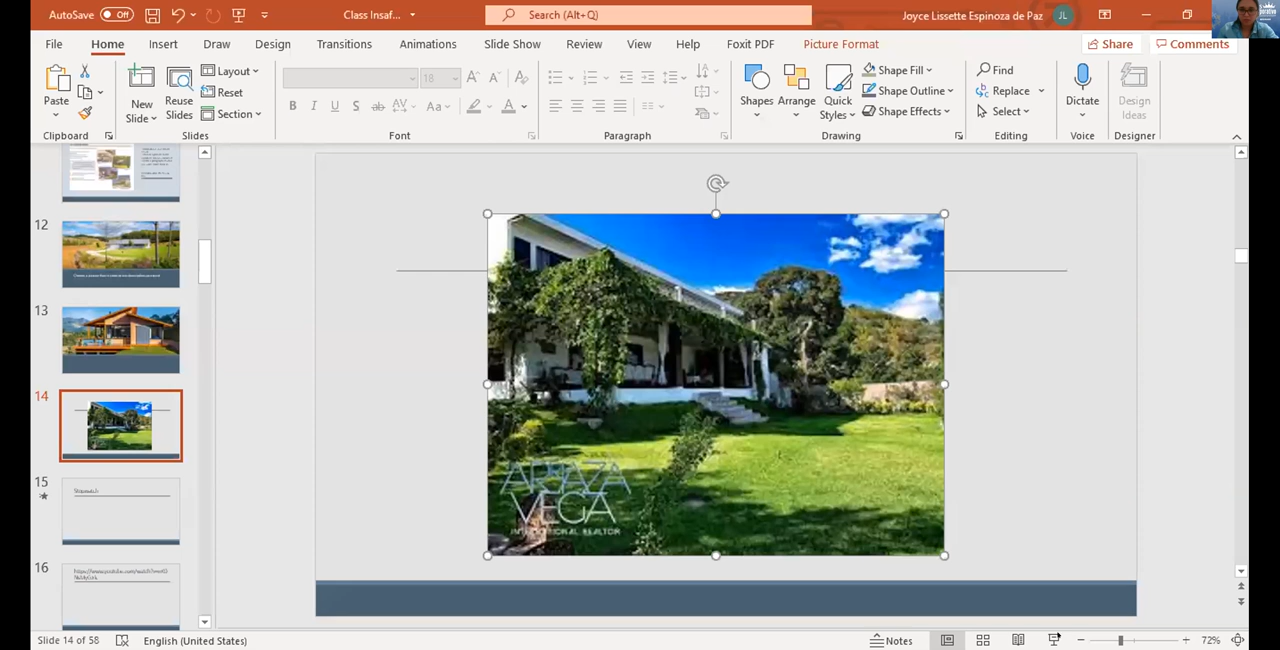 AutoSave Off
Class Insaf...
Search (Alt+Q)
Joyce Lissette Espinoza de Paz
JL
File Home Insert Draw Design Transitions Animations Slide Show Review View Help Foxit PDF Picture Format
Share
Comments
Paste
Clipboard
New Slide
Reuse Slides
Layout
Reset
Section
Slides
18
Font
Paragraph
Shapes
Arrange
Quick Styles
Shape Fill
Shape Outline
Shape Effects
Drawing
Find
Replace
Select
Editing
Dictate
Voice
Design Ideas
Designer
12
13
14
15
16
VEGA
Slide 14 of 58
English (United States)
Notes
72%